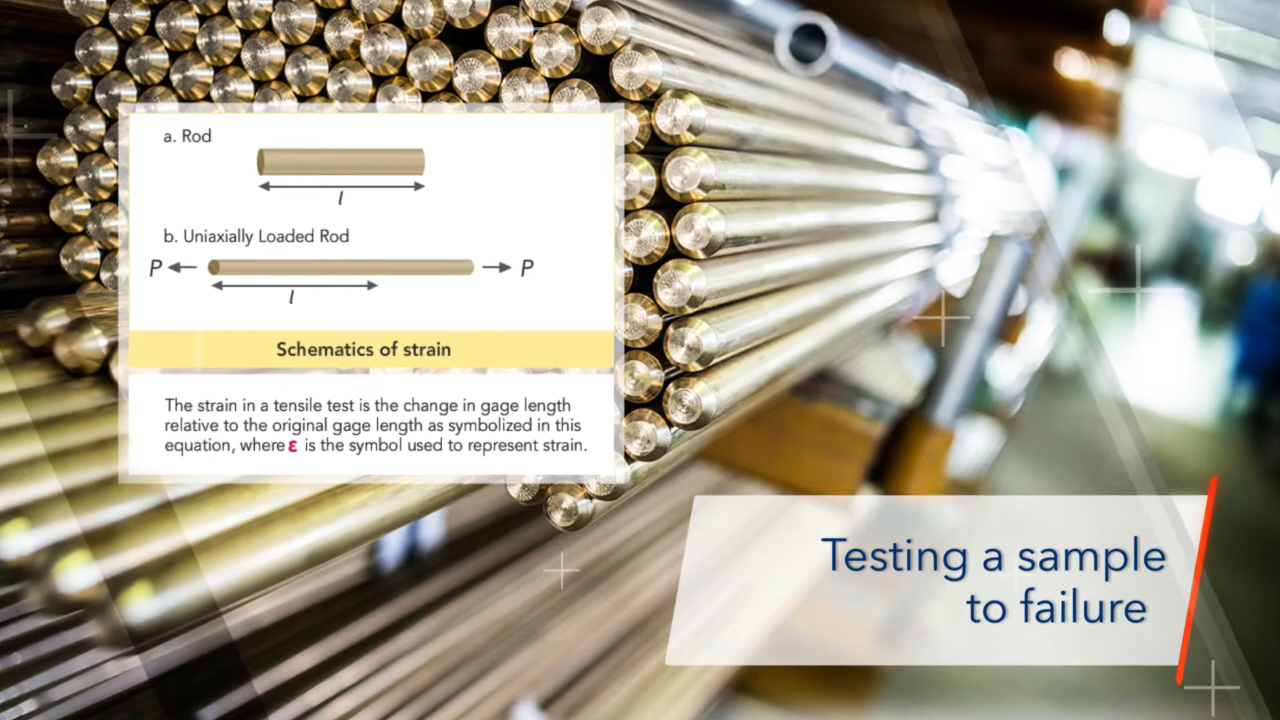 a. Rod
l
b. Uniaxially Loaded Rod
P P
l
Schematics of strain
The strain in a tensile test is the change in gage length
relative to the original gage length as symbolized in this
equation, where ε is the symbol used to represent strain.
Testing a sample
to failure